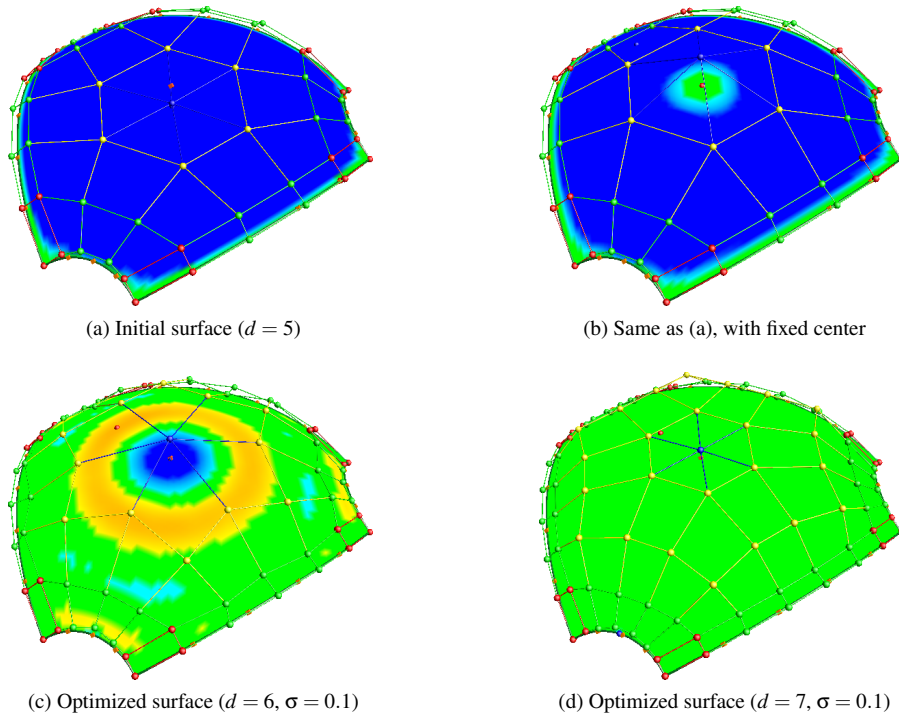 (a) Initial surface (d = 5)
(b) Same as (a), with fixed center
(c) Optimized surface (d = 6, σ = 0.1)
(d) Optimized surface (d = 7, σ = 0.1)